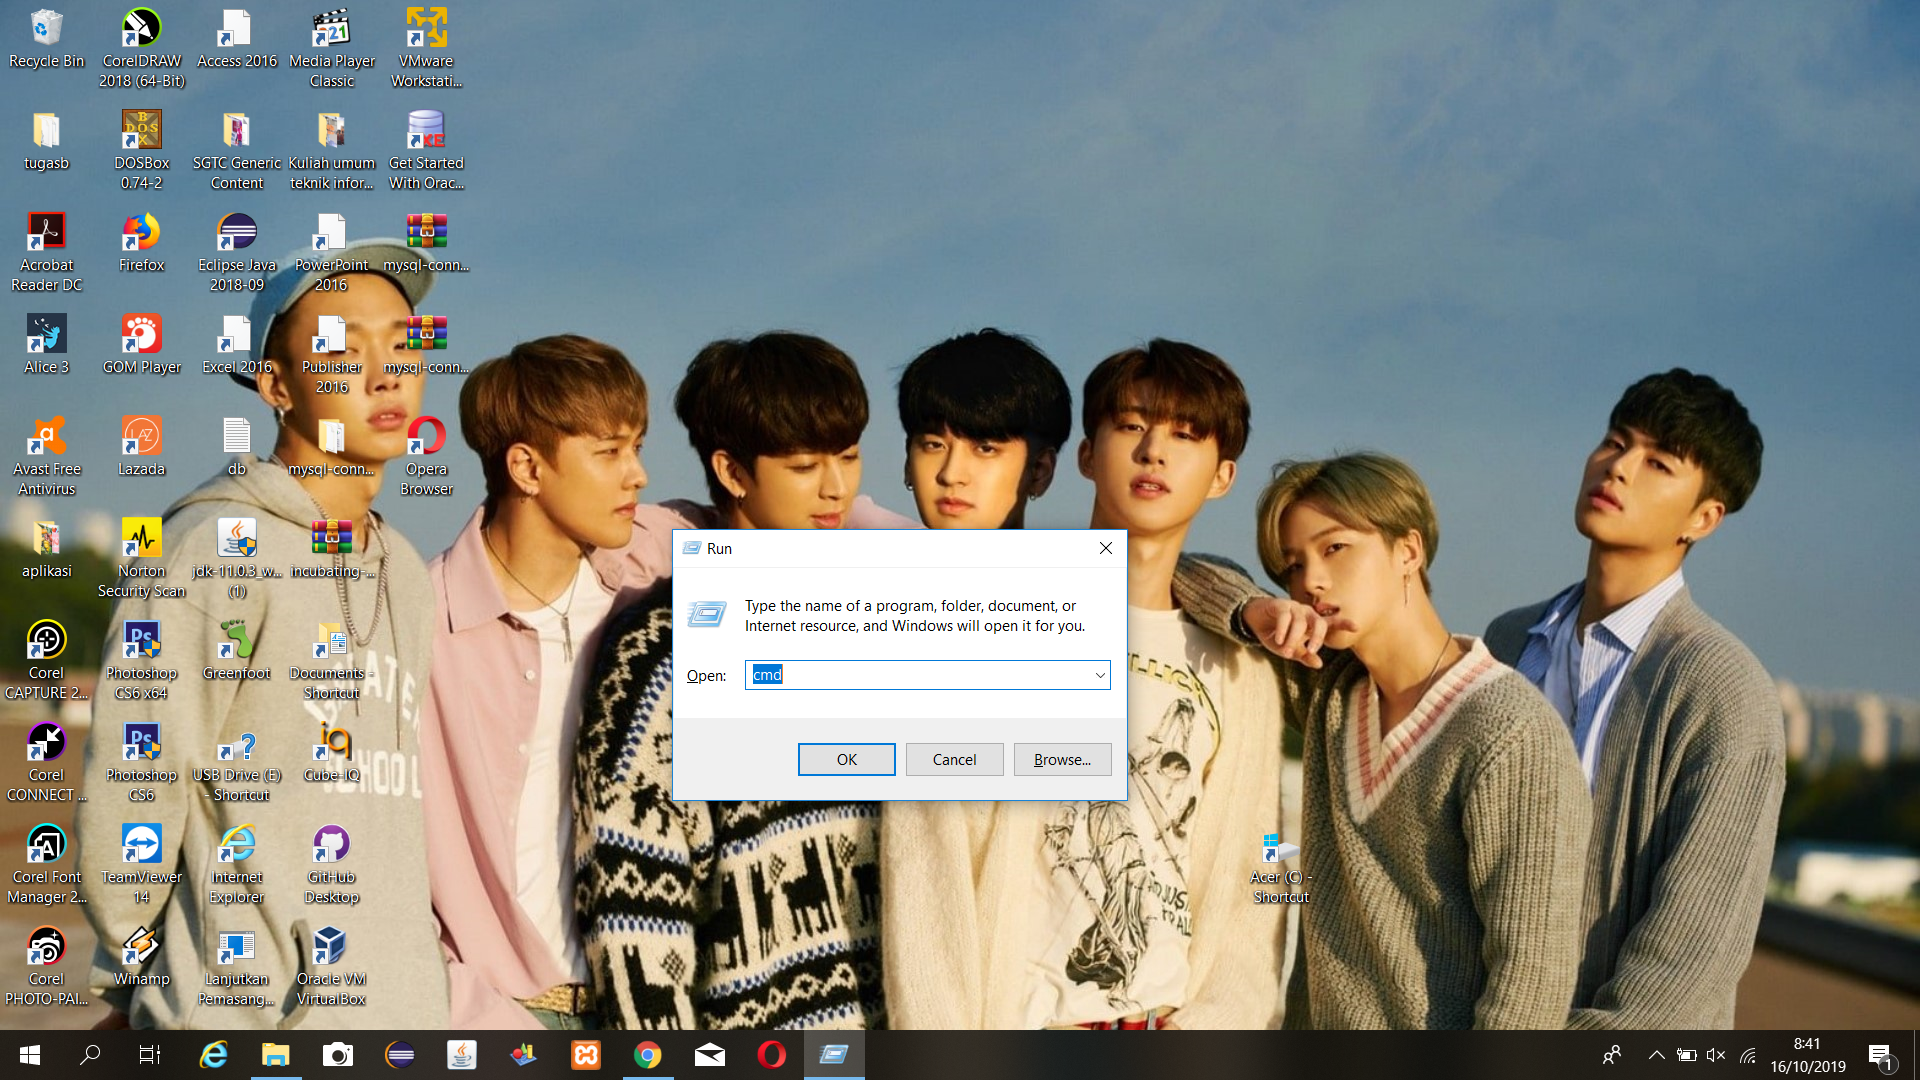 Recycle Bin
CorelDRAW
2018 (64-Bit)
Access 2016
Media Player
Classic
VMware
Workstati...
tugasb
DOSBox
0.74-2
SGTC Generic
Content
Kuliah umum
teknik infor...
Get Started
With Orac...
Acrobat
Reader DC
Firefox
Eclipse Java
2018-09
PowerPoint
2016
mysql-conn...
Alice 3
GOM Player
Excel 2016
Publisher
2016
mysql-conn...
Avast Free
Antivirus
Lazada
db
mysql-conn...
Opera
Browser
aplikasi
Norton
Security Scan
jdk-11.0.3_w...
(1)
incubating-...
Corel
CAPTURE 2...
Photoshop
CS6 x64
Greenfoot
Documents -
Shortcut
Corel
CONNECT ...
Photoshop
CS6
USB Drive (E)
- Shortcut
Cube-IQ
Corel Font
Manager 2...
TeamViewer
14
Internet
Explorer
GitHub
Desktop
Corel
PHOTO-PAI...
Winamp
Lanjutkan
Pemasang...
Oracle VM
VirtualBox
Run
Type the name of a program, folder, document, or
Internet resource, and Windows will open it for you.
Open:
cmd
OK
Cancel
Browse...
Acer (C) -
Shortcut
8:41
16/10/2019
1